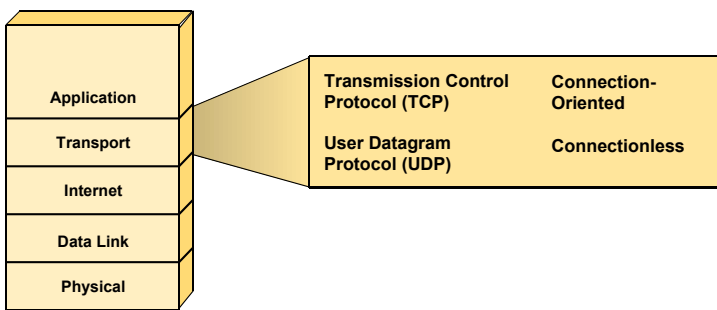 Application
Transport
Internet
Data Link
Physical
Transmission Control
Protocol (TCP)
Connection-
Oriented
User Datagram
Protocol (UDP)
Connectionless